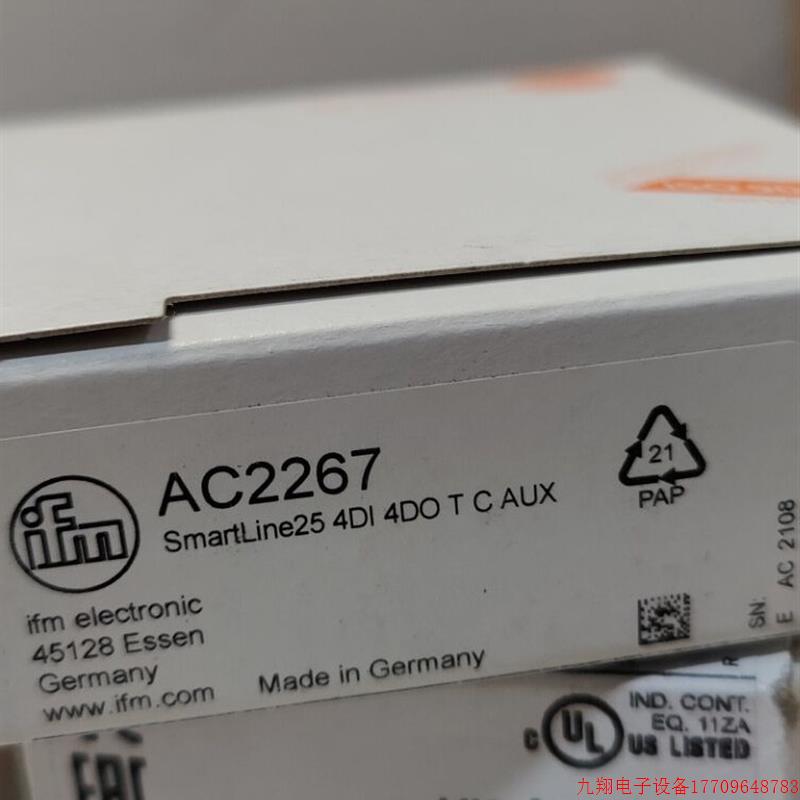 ifm
AC2267
SmartLine25 4DI 4DO T C AUX
21
PAP
ifm electronic
45128 Essen
Germany
www.ifm.com
Made in Germany
SN:
E AC 2108
R
EAC
C UL US LISTED
IND. CONT.
EQ. 11ZA
九翔电子设备17709648783